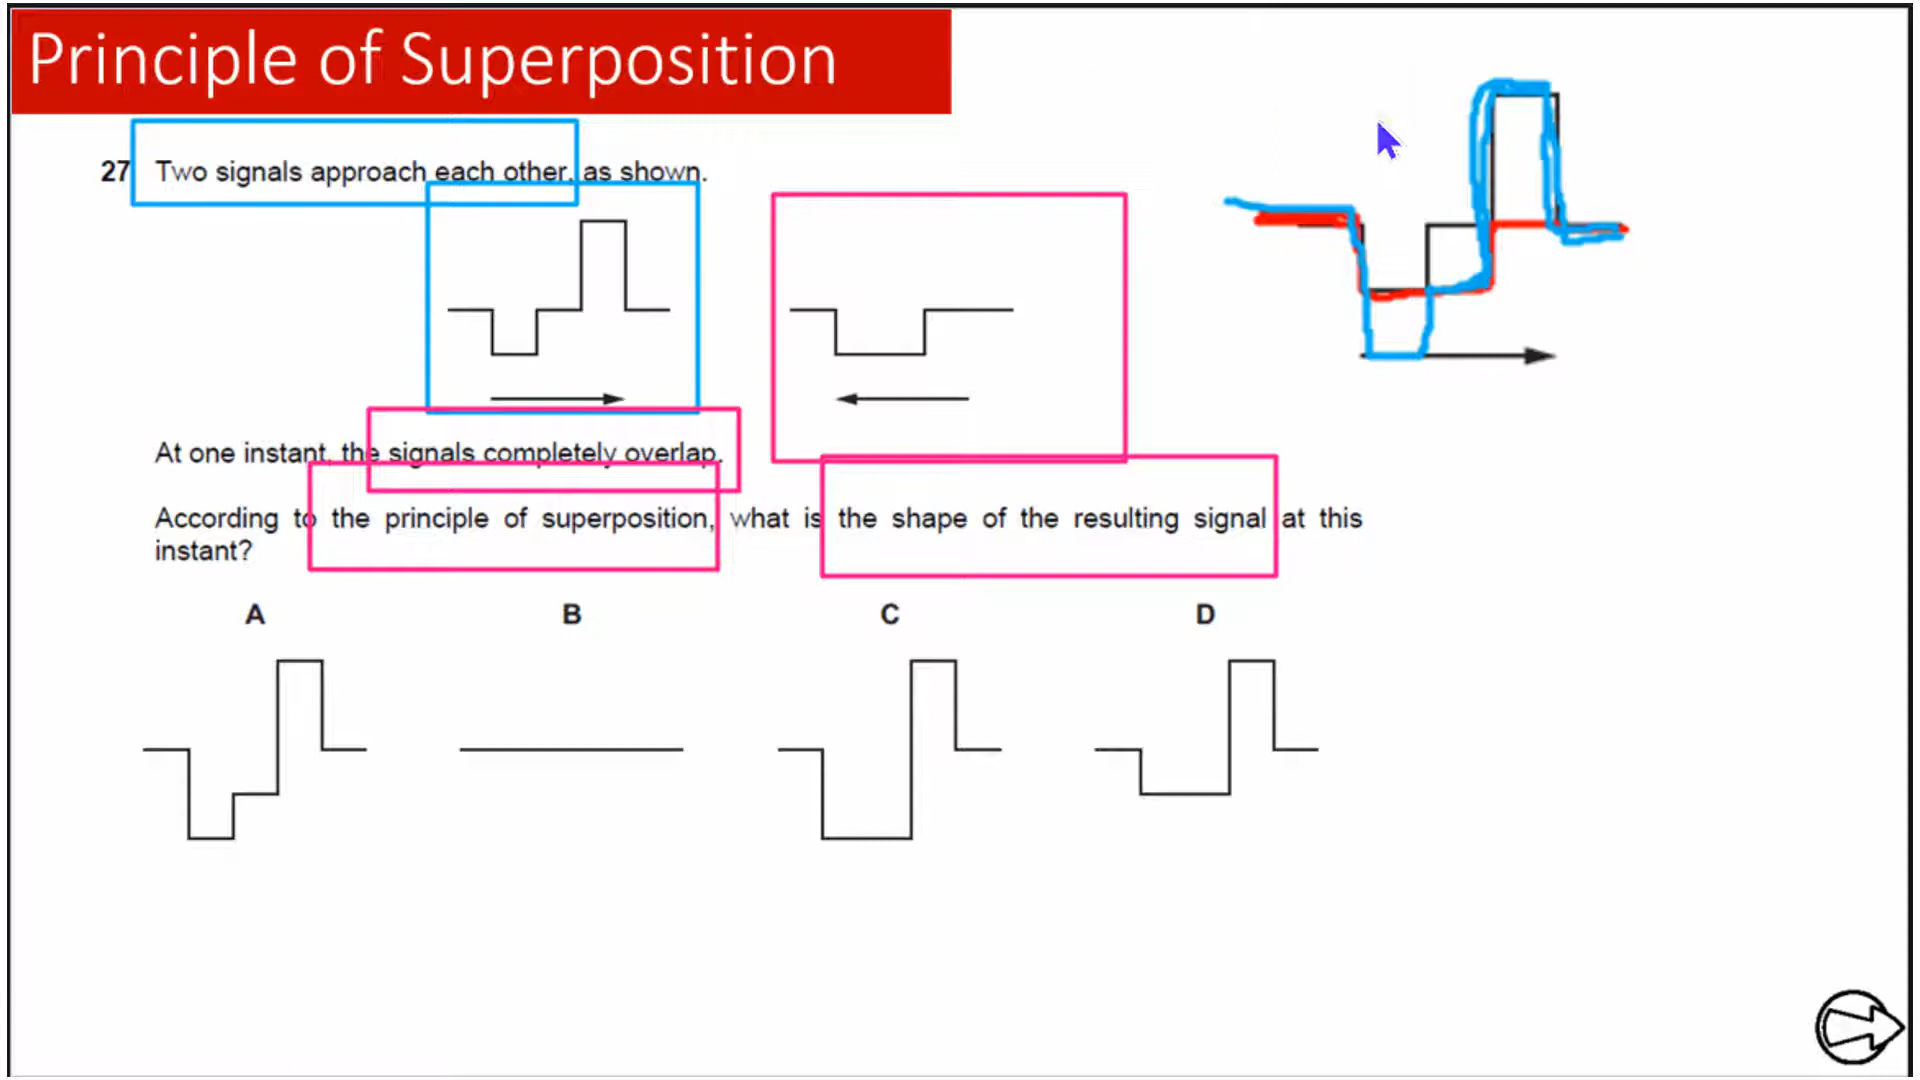 Principle of Superposition
27 Two signals approach each other, as shown.
At one instant, the signals completely overlap.
According to the principle of superposition, what is the shape of the resulting signal at this
instant?
A B C D